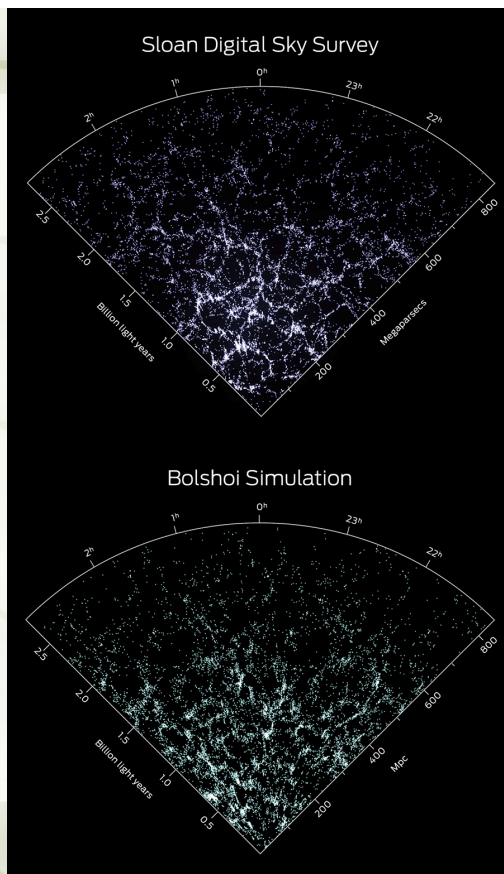 Sloan Digital Sky Survey
2h
1h
0h
23h
22h
2.5
2.0
1.5
1.0
0.5
Billion light years
200
400
600
800
Megaparsecs
Bolshoi Simulation
2h
1h
0h
23h
22h
2.5
2.0
1.5
1.0
0.5
Billion light years
200
400
600
800
Mpc